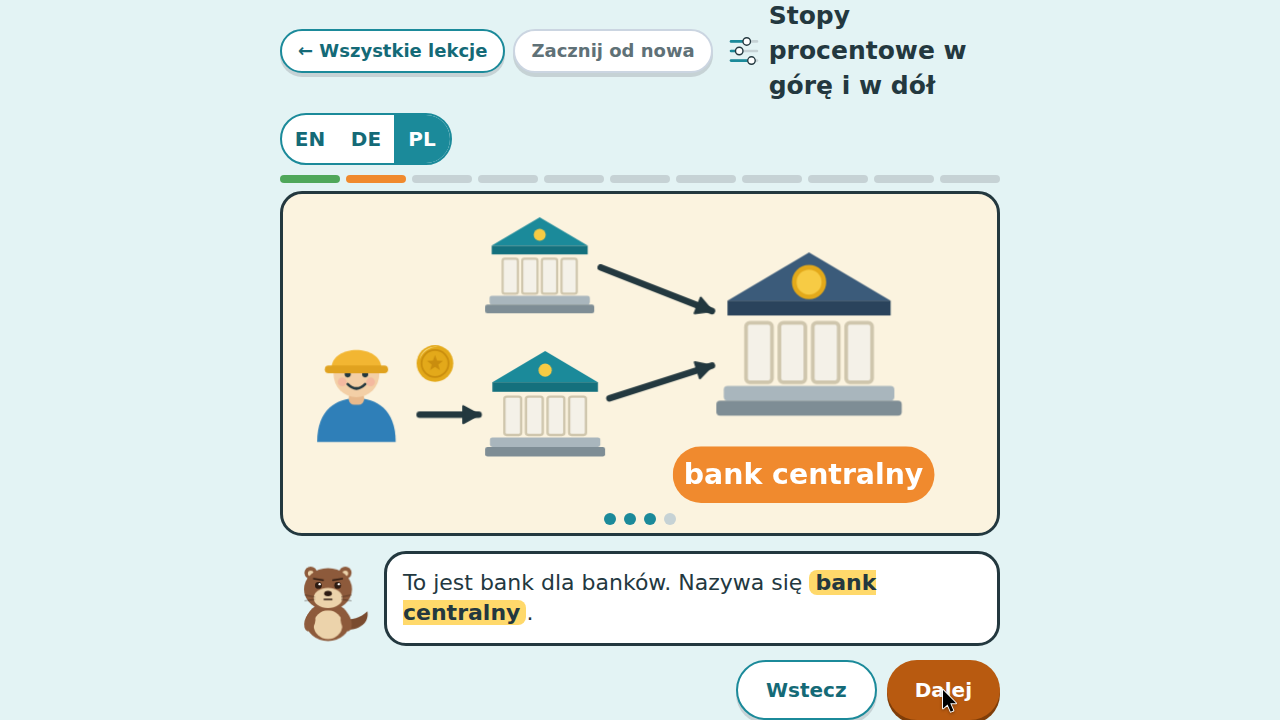 ← Wszystkie lekcje
Zacznij od nowa
Stopy
procentowe w
górę i w dół
EN DE PL
bank centralny
To jest bank dla banków. Nazywa się bank
centralny.
Wstecz
Dalej